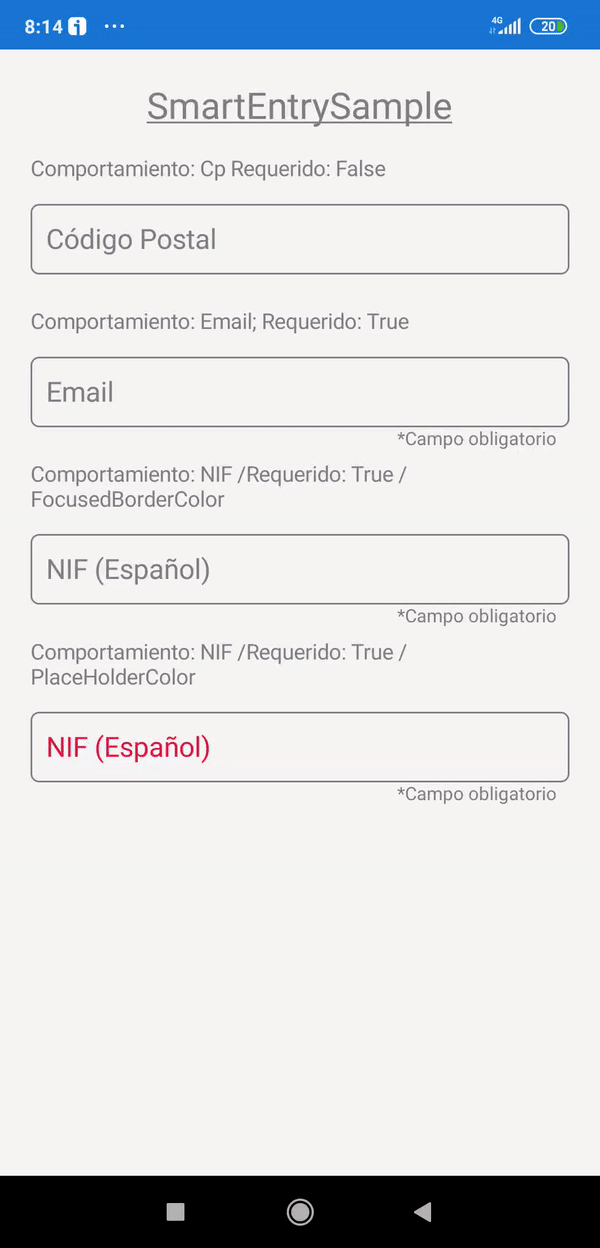 8:14
4G
20
SmartEntrySample
Comportamiento: Cp Requerido: False
Código Postal
Comportamiento: Email; Requerido: True
Email
*Campo obligatorio
Comportamiento: NIF /Requerido: True /
FocusedBorderColor
NIF (Español)
*Campo obligatorio
Comportamiento: NIF /Requerido: True /
PlaceHolderColor
NIF (Español)
*Campo obligatorio